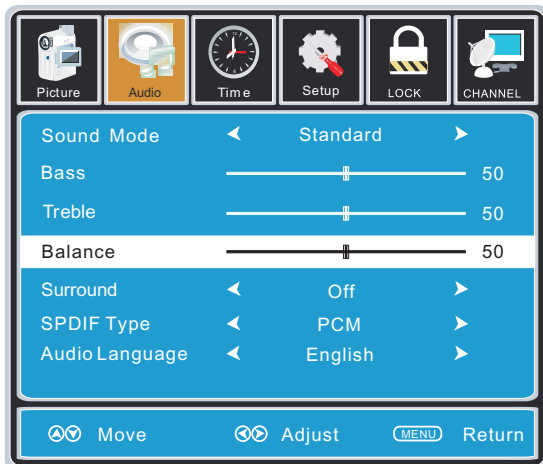 Picture Audio Time Setup LOCK CHANNEL
Sound Mode Standard
Bass 50
Treble 50
Balance 50
Surround Off
SPDIF Type PCM
Audio Language English
Move Adjust MENU Return